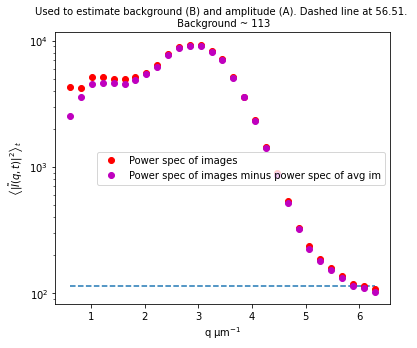 Used to estimate background (B) and amplitude (A). Dashed line at 56.51.
Background ~ 113
10⁴
10³
10²
⟨|Ĩ(q, t)|²⟩ₜ
Power spec of images
Power spec of images minus power spec of avg im
1 2 3 4 5 6
q μm⁻¹